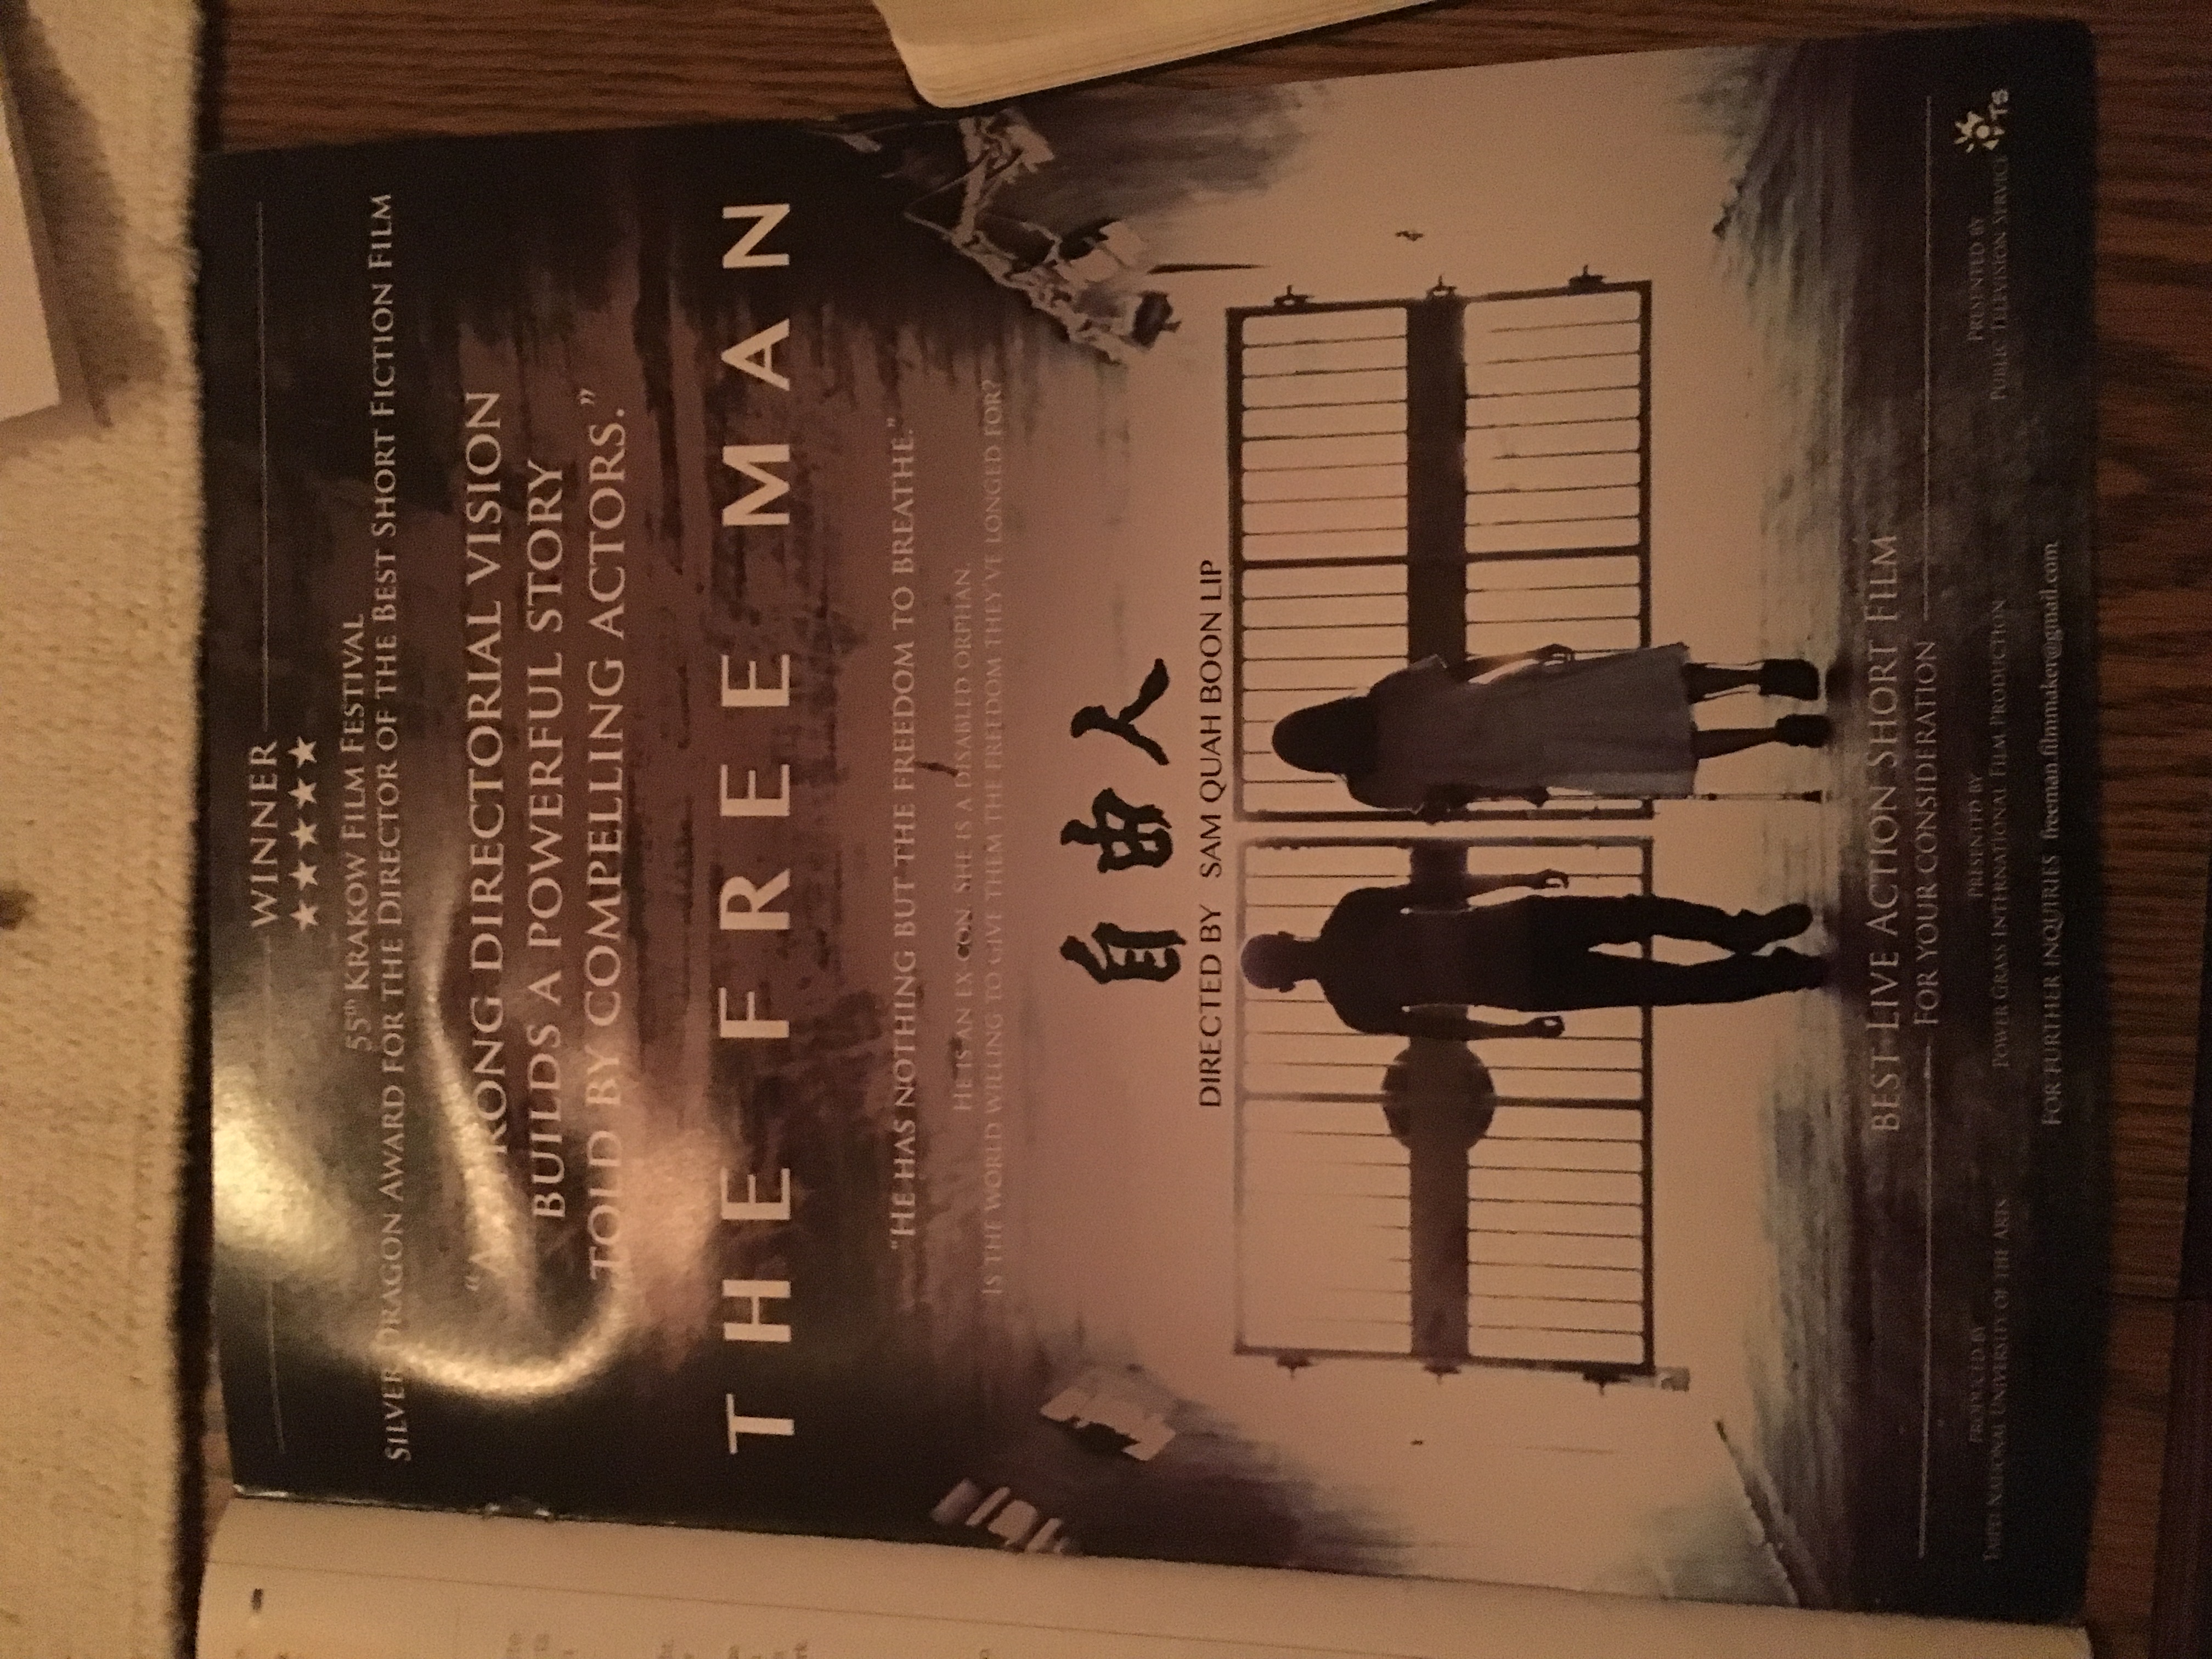 WINNER
★★★★★
55th KRAKOW FILM FESTIVAL
SILVER DRAGON AWARD FOR THE DIRECTOR OF THE BEST SHORT FICTION FILM
"A STRONG DIRECTORIAL VISION
BUILDS A POWERFUL STORY
TOLD BY COMPELLING ACTORS."
THE FREE MAN
"HE HAS NOTHING BUT THE FREEDOM TO BREATHE."
HE IS AN EX-CON. SHE IS A DISABLED ORPHAN.
IS THE WORLD WILLING TO GIVE THEM THE FREEDOM THEY'VE LONGED FOR?
自由人
DIRECTED BY SAM QUAH BOON LIP
BEST LIVE ACTION SHORT FILM
FOR YOUR CONSIDERATION
PRODUCED BY
TAIPEI NATIONAL UNIVERSITY OF THE ARTS
PRESENTED BY
POWER GRASS INTERNATIONAL FILM PRODUCTION
PRESENTED BY
PUBLIC TELEVISION SERVICE
TS
FOR FURTHER INQUIRIES freeman.filmmaker@gmail.com